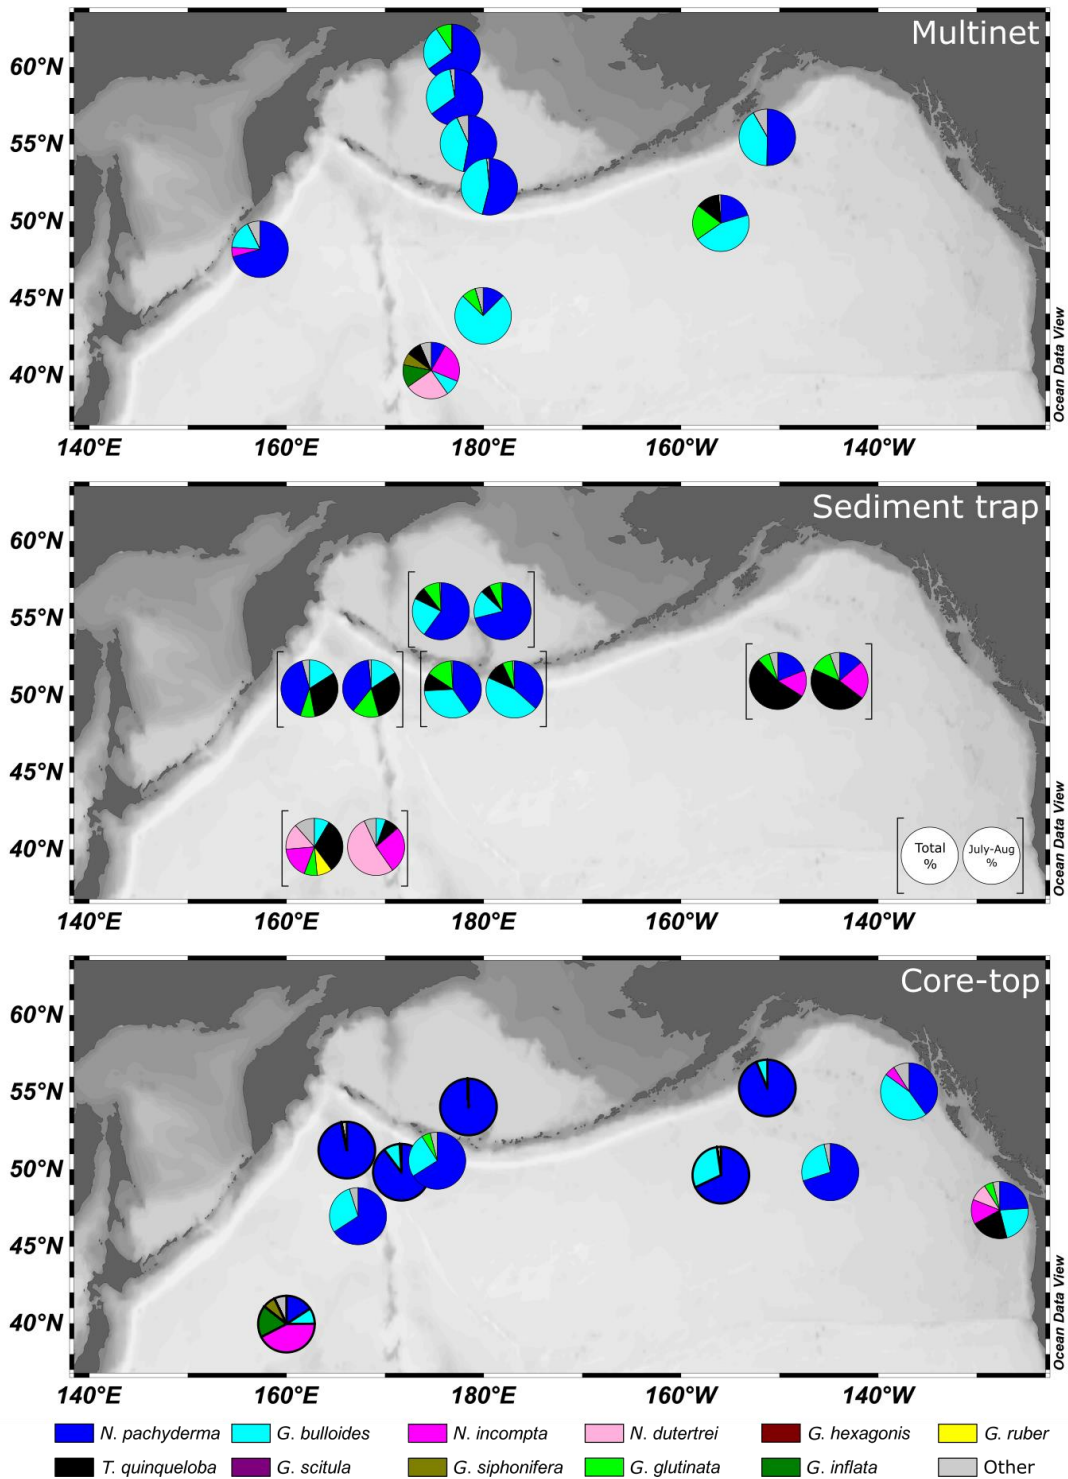 Multinet
60°N
55°N
50°N
45°N
40°N
140°E 160°E 180°E 160°W 140°W
Ocean Data View
Sediment trap
60°N
55°N
50°N
45°N
40°N
Total % July-Aug %
140°E 160°E 180°E 160°W 140°W
Ocean Data View
Core-top
60°N
55°N
50°N
45°N
40°N
140°E 160°E 180°E 160°W 140°W
Ocean Data View
N. pachyderma G. bulloides N. incompta N. dutertrei G. hexagonis G. ruber
T. quinqueloba G. scitula G. siphonifera G. glutinata G. inflata Other